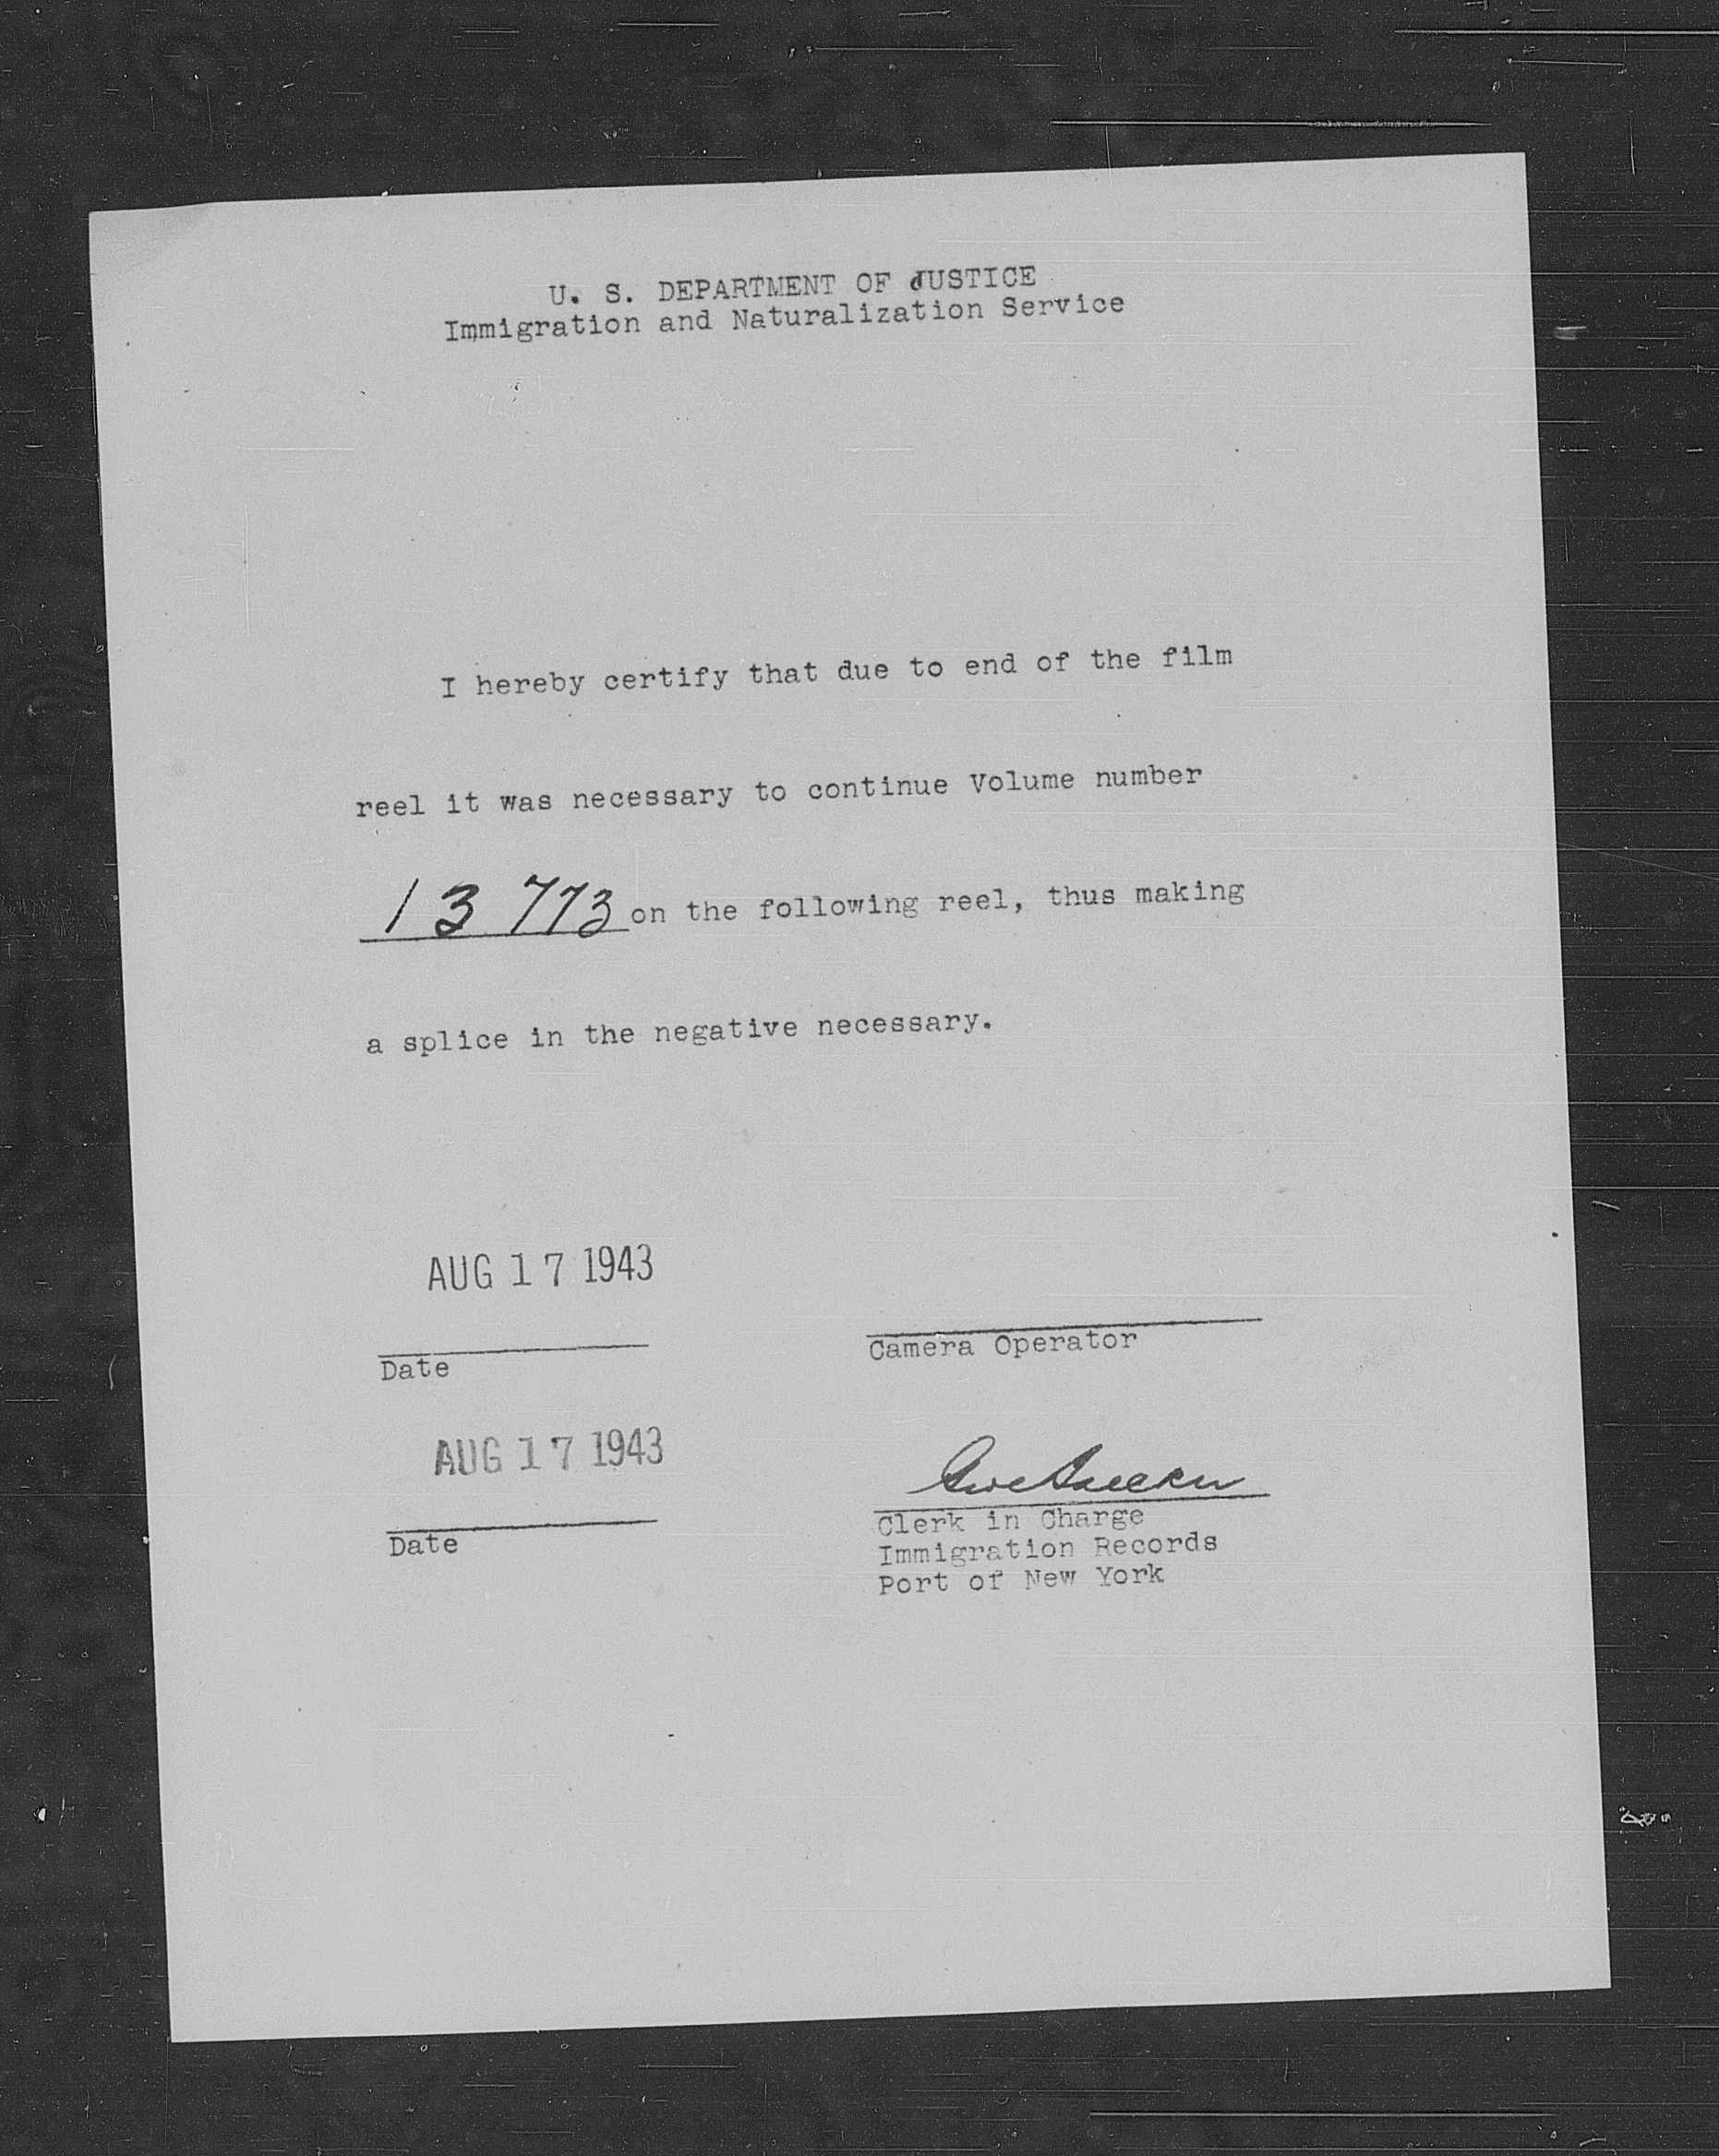 U. S. DEPARTMENT OF JUSTICE
Immigration and Naturalization Service
I hereby certify that due to end of the film
reel it was necessary to continue Volume number
13 773 on the following reel, thus making
a splice in the negative necessary.
AUG 17 1943
Date
Camera Operator
AUG 17 1943
Date
Clerk in Charge
Immigration Records
Port of New York